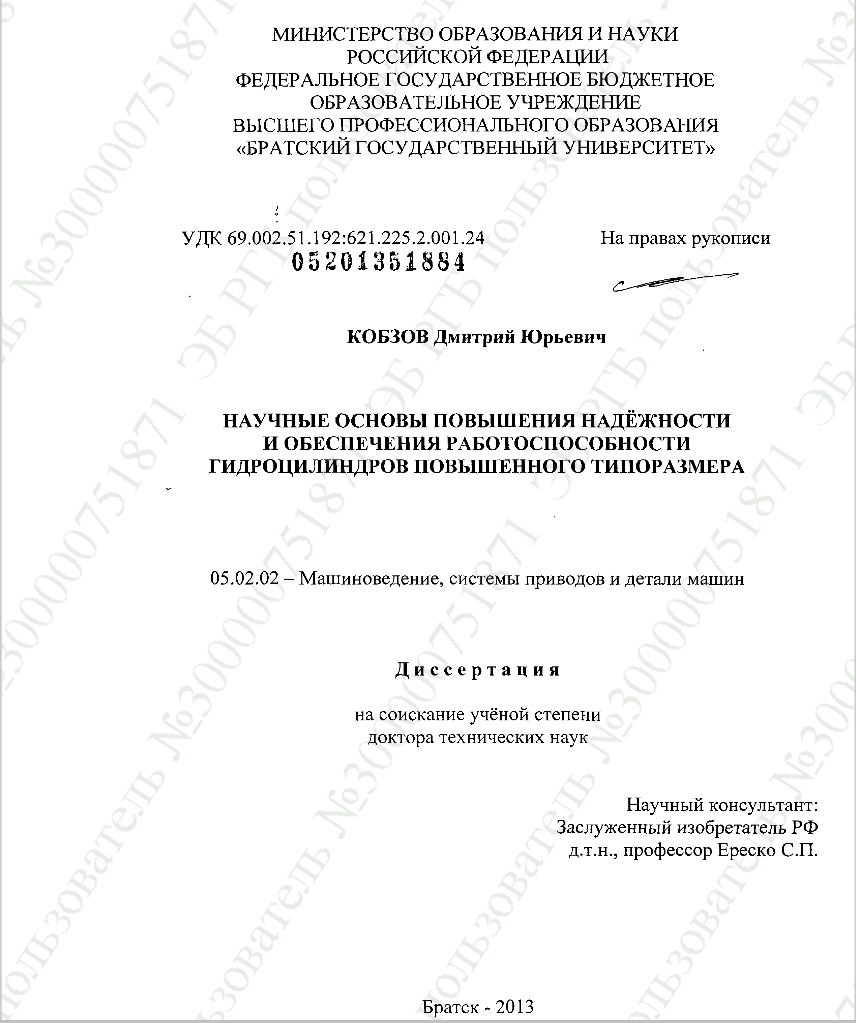 МИНИСТЕРСТВО ОБРАЗОВАНИЯ И НАУКИ
РОССИЙСКОЙ ФЕДЕРАЦИИ
ФЕДЕРАЛЬНОЕ ГОСУДАРСТВЕННОЕ БЮДЖЕТНОЕ
ОБРАЗОВАТЕЛЬНОЕ УЧРЕЖДЕНИЕ
ВЫСШЕГО ПРОФЕССИОНАЛЬНОГО ОБРАЗОВАНИЯ
«БРАТСКИЙ ГОСУДАРСТВЕННЫЙ УНИВЕРСИТЕТ»
УДК 69.002.51.192:621.225.2.001.24 На правах рукописи
05201351884
КОБЗОВ Дмитрий Юрьевич
НАУЧНЫЕ ОСНОВЫ ПОВЫШЕНИЯ НАДЁЖНОСТИ
И ОБЕСПЕЧЕНИЯ РАБОТОСПОСОБНОСТИ
ГИДРОЦИЛИНДРОВ ПОВЫШЕННОГО ТИПОРАЗМЕРА
05.02.02 – Машиноведение, системы приводов и детали машин
Диссертация
на соискание учёной степени
доктора технических наук
Научный консультант:
Заслуженный изобретатель РФ
д.т.н., профессор Ереско С.П.
Братск - 2013
ЭБ РГБ пользователь №30000751871